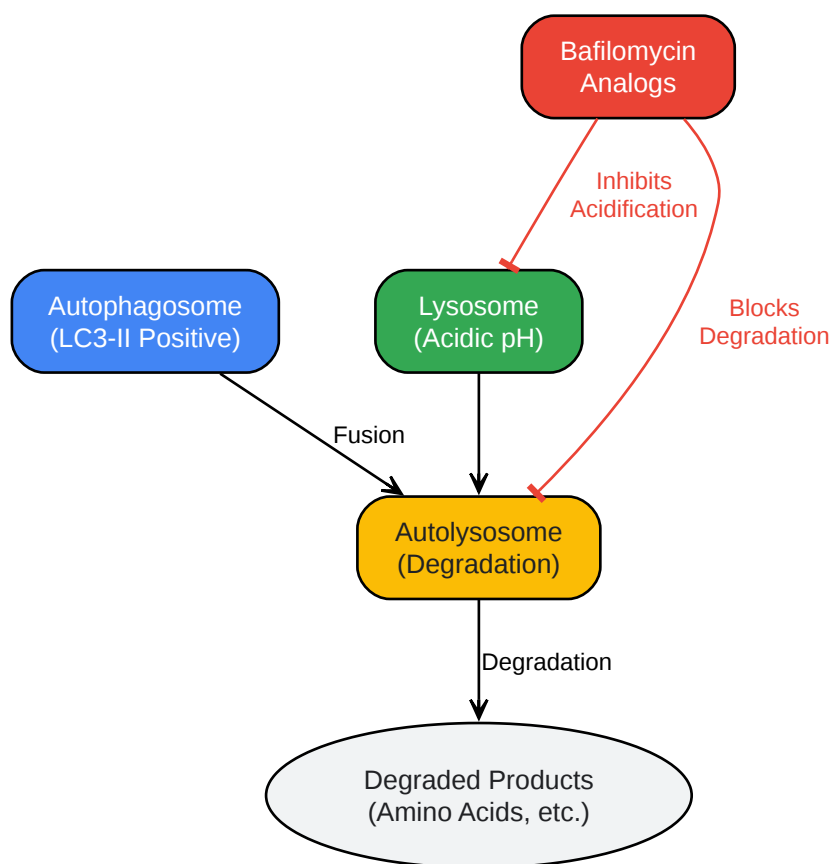 Bafilomycin
Analogs
Inhibits
Acidification
Autophagosome
(LC3-II Positive)
Lysosome
(Acidic pH)
Blocks
Degradation
Fusion
Autolysosome
(Degradation)
Degradation
Degraded Products
(Amino Acids, etc.)